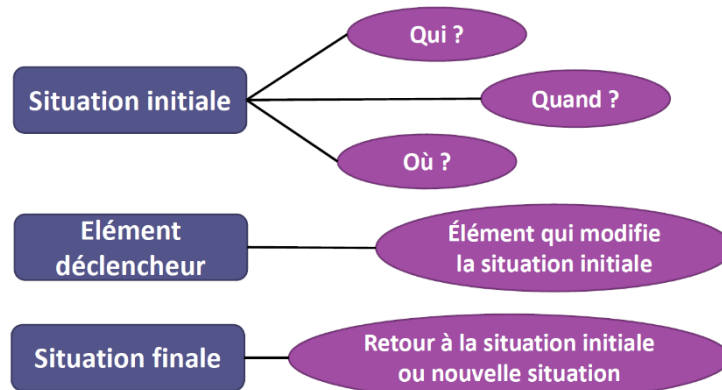 Situation initiale
Qui ?
Quand ?
Où ?
Elément
déclencheur
Élément qui modifie
la situation initiale
Situation finale
Retour à la situation initiale
ou nouvelle situation